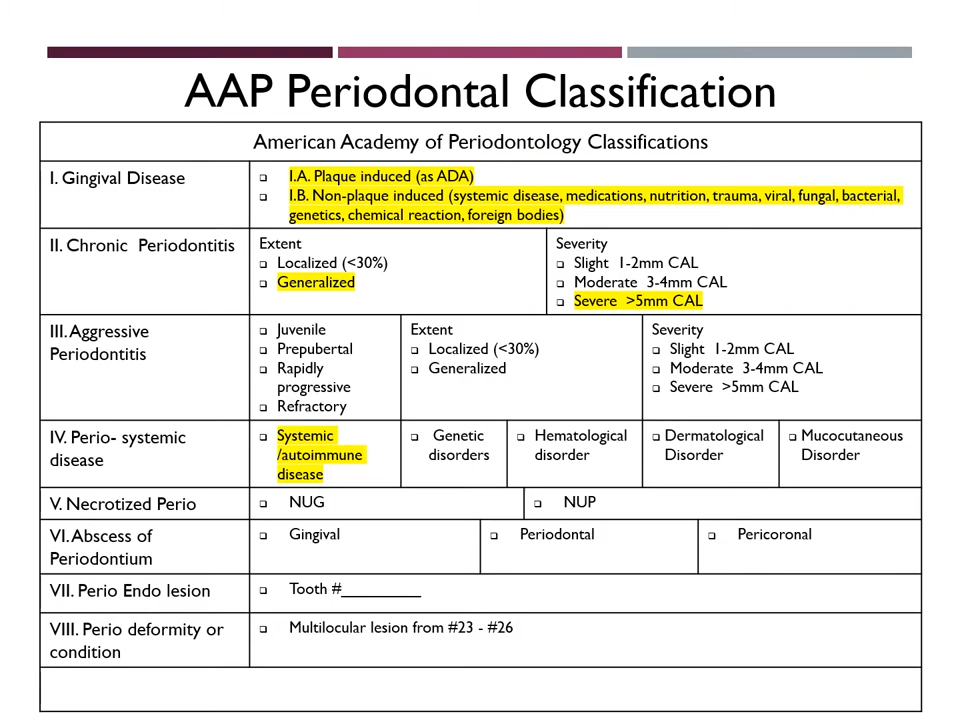 AAP Periodontal Classification
American Academy of Periodontology Classifications
I. Gingival Disease
❑ I.A. Plaque induced (as ADA)
❑ I.B. Non-plaque induced (systemic disease, medications, nutrition, trauma, viral, fungal, bacterial,
genetics, chemical reaction, foreign bodies)
II. Chronic Periodontitis
Extent
❑ Localized (<30%)
❑ Generalized
Severity
❑ Slight 1-2mm CAL
❑ Moderate 3-4mm CAL
❑ Severe >5mm CAL
III. Aggressive
Periodontitis
❑ Juvenile
❑ Prepubertal
❑ Rapidly
progressive
❑ Refractory
Extent
❑ Localized (<30%)
❑ Generalized
Severity
❑ Slight 1-2mm CAL
❑ Moderate 3-4mm CAL
❑ Severe >5mm CAL
IV. Perio- systemic
disease
❑ Systemic
/autoimmune
disease
❑ Genetic
disorders
❑ Hematological
disorder
❑ Dermatological
Disorder
❑ Mucocutaneous
Disorder
V. Necrotized Perio
❑ NUG
❑ NUP
VI. Abscess of
Periodontium
❑ Gingival
❑ Periodontal
❑ Pericoronal
VII. Perio Endo lesion
❑ Tooth #__________
VIII. Perio deformity or
condition
❑ Multilocular lesion from #23 - #26